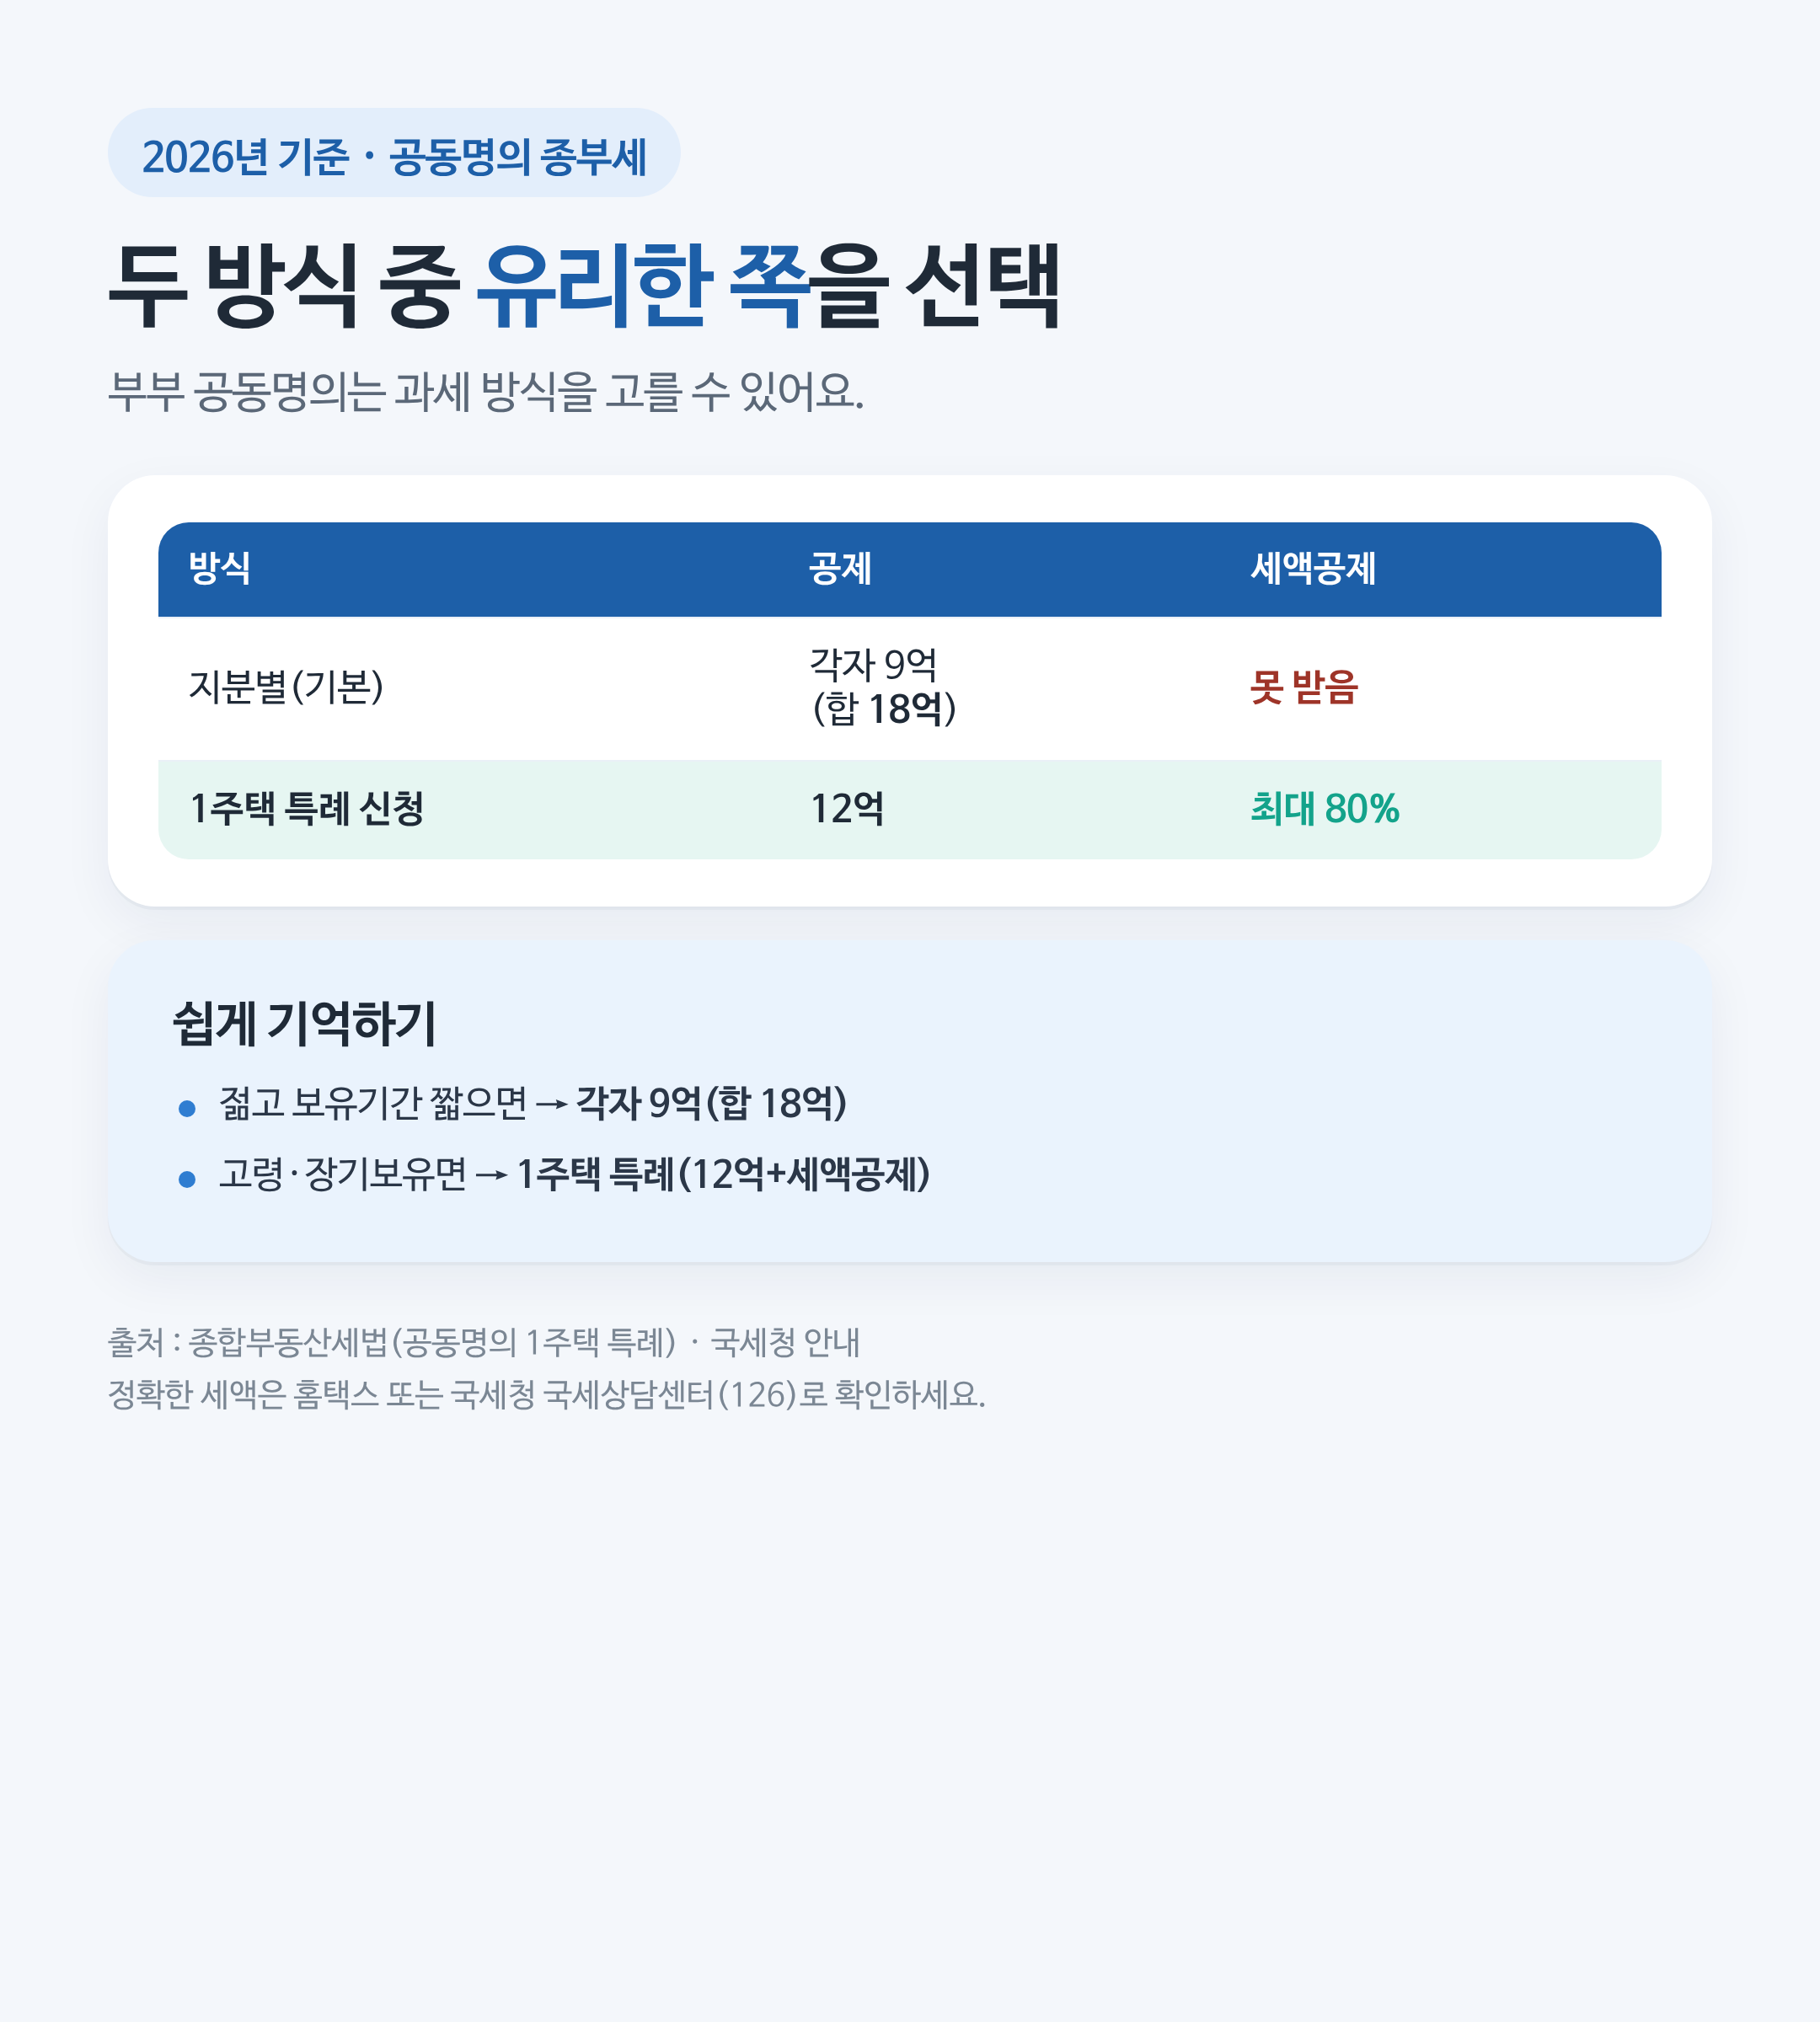 2026년 기준 · 공동명의 종부세
두 방식 중 유리한 쪽을 선택
부부 공동명의는 과세 방식을 고를 수 있어요.
방식 공제 세액공제
지분별(기본) 각자 9억 (합 18억) 못 받음
1주택 특례 신청 12억 최대 80%
쉽게 기억하기
• 젊고 보유기간 짧으면 → 각자 9억(합 18억)
• 고령·장기보유면 → 1주택 특례(12억+세액공제)
출처 : 종합부동산세법(공동명의 1주택 특례) · 국세청 안내
정확한 세액은 홈택스 또는 국세청 국세상담센터(126)로 확인하세요.